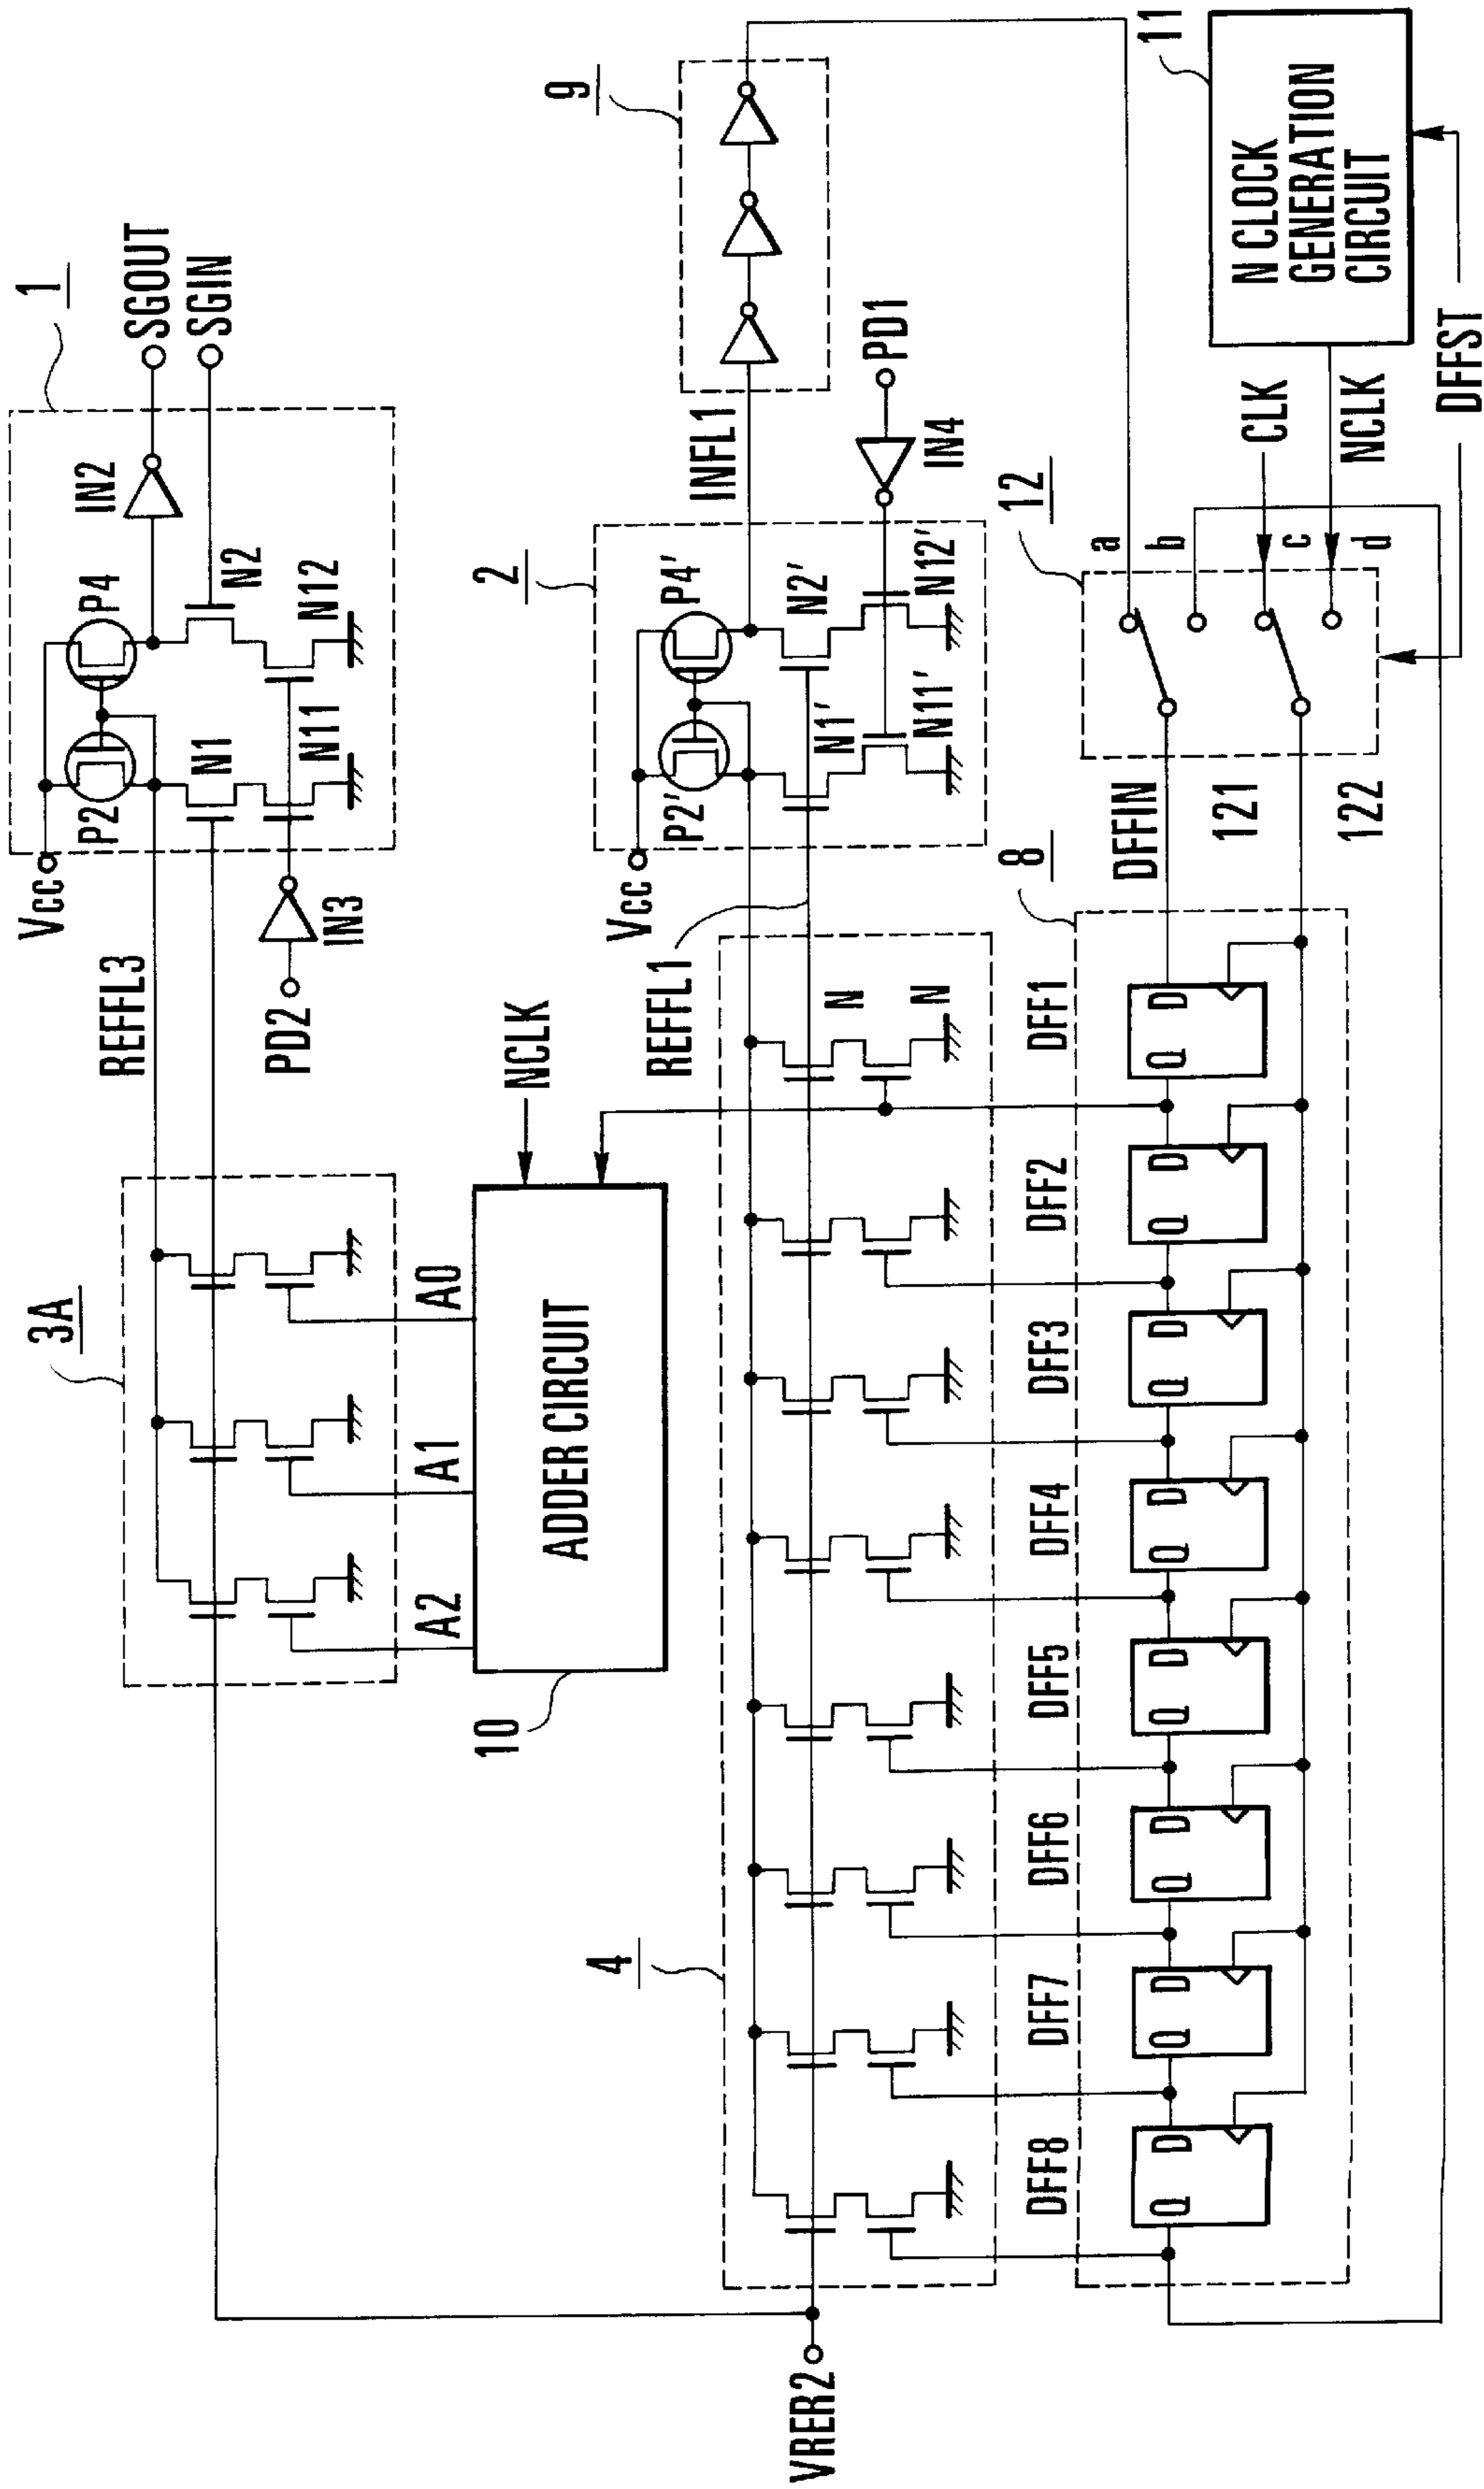 1
SGOUT
SGIN
IN2
P4
N2
N12
P2
N1
N11
Vcc
IN3
PD2
REFFL3
3A
A0
A1
A2
NCLK
ADDER CIRCUIT
10
9
INFL1
PD1
IN4
2
P4'
N2'
N12'
P2'
N1'
N11'
Vcc
REFFL1
N
N
4
VRER2
11
N CLOCK
GENERATION
CIRCUIT
DFFST
CLK
NCLK
12
a
b
c
d
DFFIN
121
122
8
DFF1
DFF2
DFF3
DFF4
DFF5
DFF6
DFF7
DFF8
Q D
Q D
Q D
Q D
Q D
Q D
Q D
Q D